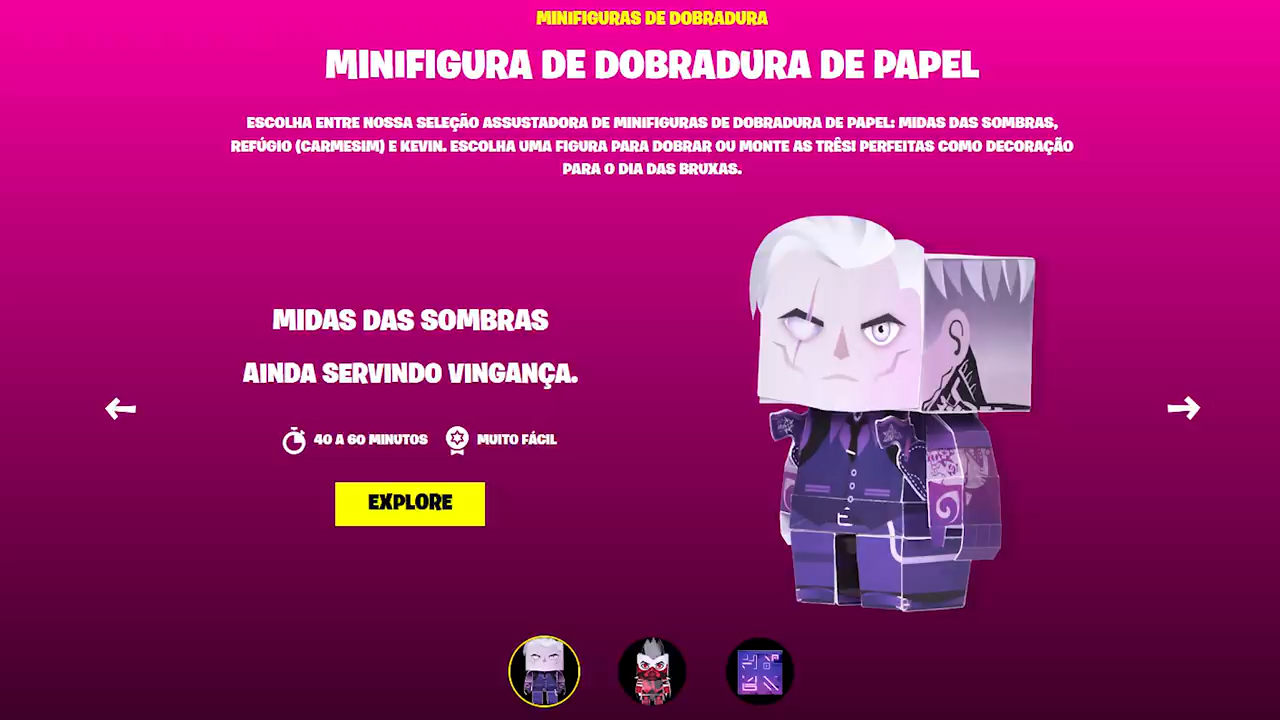 MINIFIGURAS DE DOBRADURA
MINIFIGURA DE DOBRADURA DE PAPEL
ESCOLHA ENTRE NOSSA SELEÇÃO ASSUSTADORA DE MINIFIGURAS DE DOBRADURA DE PAPEL: MIDAS DAS SOMBRAS,
REFÚGIO (CARMESIM) E KEVIN. ESCOLHA UMA FIGURA PARA DOBRAR OU MONTE AS TRÊS! PERFEITAS COMO DECORAÇÃO
PARA O DIA DAS BRUXAS.
MIDAS DAS SOMBRAS
AINDA SERVINDO VINGANÇA.
40 A 60 MINUTOS
MUITO FÁCIL
EXPLORE